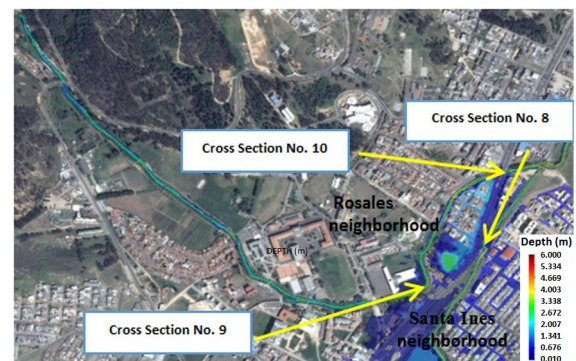 Cross Section No. 8
Cross Section No. 10
Rosales
neighborhood
DEPTH (m)
Depth (m)
6.000
5.334
4.669
4.003
3.338
2.672
2.007
1.341
0.676
0.010
Santa Ines
neighborhood
Cross Section No. 9